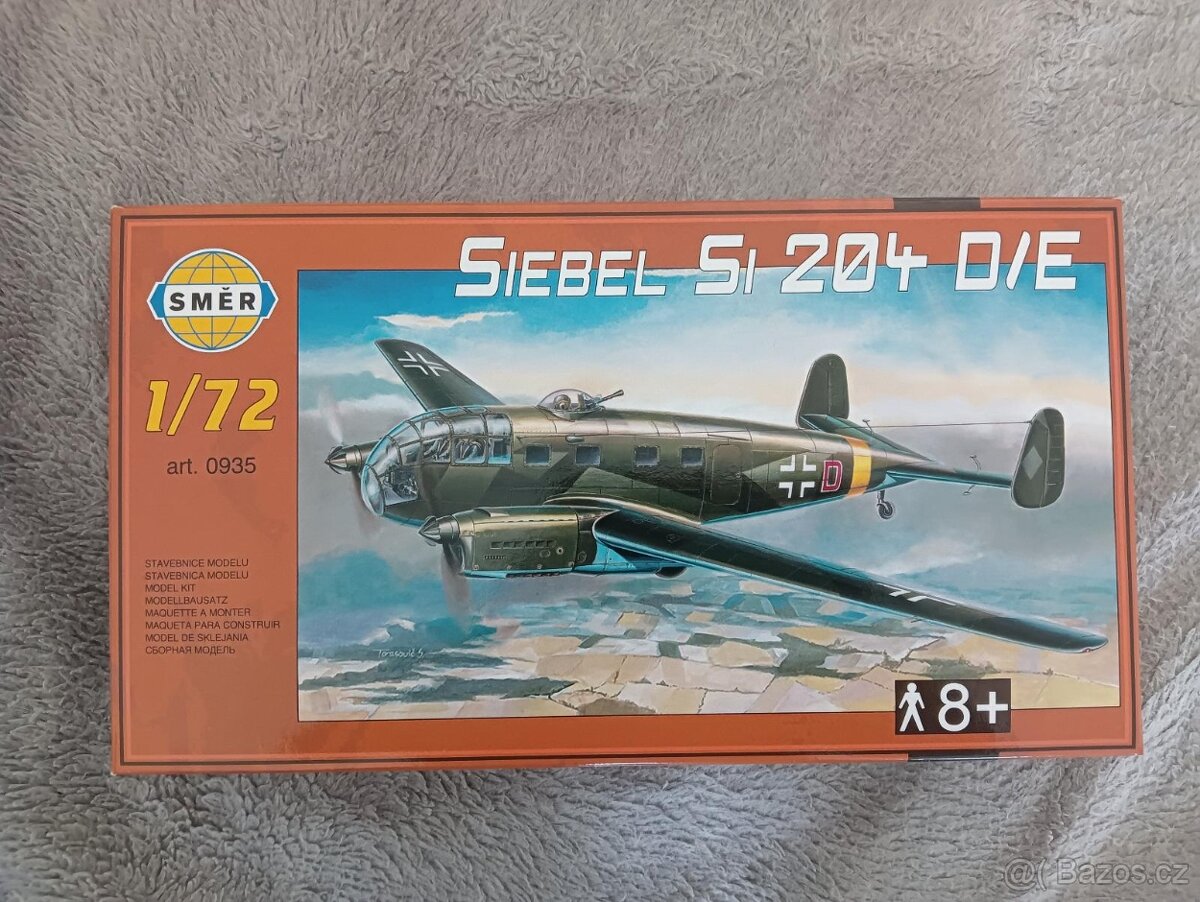 SIEBEL SI 204 D/E
SMĚR
1/72
art. 0935
STAVEBNICE MODELU
STAVEBNICA MODELU
MODEL KIT
MODELLBAUSATZ
MAQUETTE A MONTER
MAQUETA PARA CONSTRUIR
MODEL DE SKLEJANIA
СБОРНАЯ МОДЕЛЬ
D
8+
@( Bazos.cz